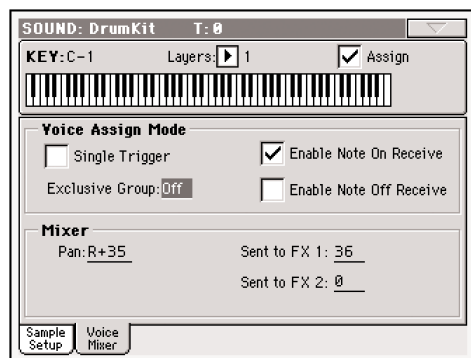 SOUND: DrumKit T:0
KEY:C-1 Layers: 1 Assign
Voice Assign Mode
Single Trigger Enable Note On Receive
Exclusive Group:Off Enable Note Off Receive
Mixer
Pan:R+35 Sent to FX 1: 36
Sent to FX 2: 0
Sample Setup
Voice Mixer